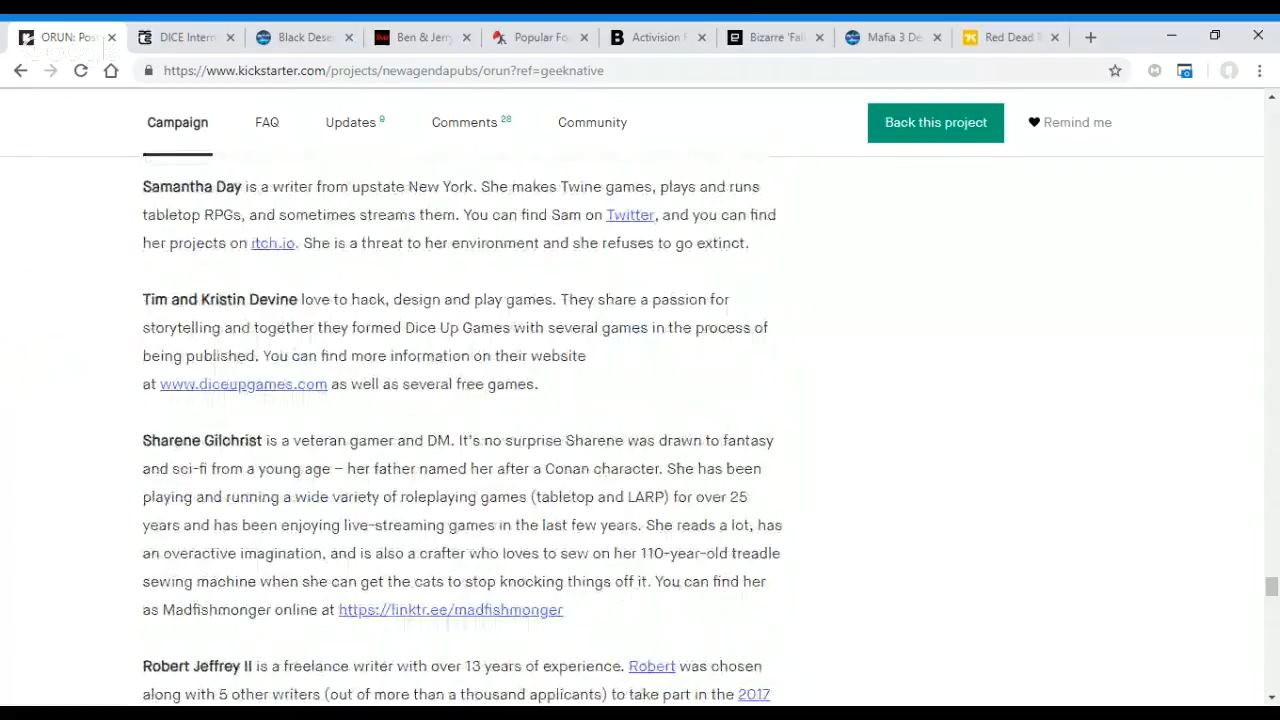 ORUN: Post
DICE Intern
Black Deser
Ben & Jerry
Popular Fo
Activision P
Bizarre 'Fall
Mafia 3 De
Red Dead
https://www.kickstarter.com/projects/newagendapubs/orun?ref=geeknative
Campaign
FAQ
Updates 9
Comments 28
Community
Back this project
Remind me
Samantha Day is a writer from upstate New York. She makes Twine games, plays and runs
tabletop RPGs, and sometimes streams them. You can find Sam on Twitter, and you can find
her projects on itch.io. She is a threat to her environment and she refuses to go extinct.
Tim and Kristin Devine love to hack, design and play games. They share a passion for
storytelling and together they formed Dice Up Games with several games in the process of
being published. You can find more information on their website
at www.diceupgames.com as well as several free games.
Sharene Gilchrist is a veteran gamer and DM. It's no surprise Sharene was drawn to fantasy
and sci-fi from a young age – her father named her after a Conan character. She has been
playing and running a wide variety of roleplaying games (tabletop and LARP) for over 25
years and has been enjoying live-streaming games in the last few years. She reads a lot, has
an overactive imagination, and is also a crafter who loves to sew on her 110-year-old treadle
sewing machine when she can get the cats to stop knocking things off it. You can find her
as Madfishmonger online at https://linktr.ee/madfishmonger
Robert Jeffrey II is a freelance writer with over 13 years of experience. Robert was chosen
along with 5 other writers (out of more than a thousand applicants) to take part in the 2017